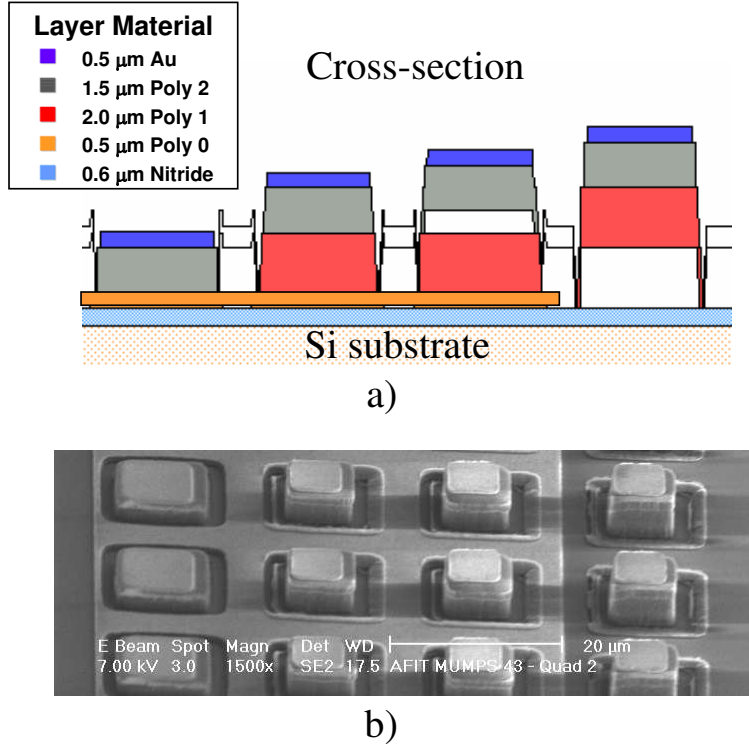 Layer Material
0.5 μm Au
1.5 μm Poly 2
2.0 μm Poly 1
0.5 μm Poly 0
0.6 μm Nitride
Cross-section
Si substrate
a)
E Beam Spot Magn Det WD 20 μm
7.00 kV 3.0 1500x SE2 17.5 AFIT MUMPS-43 - Quad 2
b)